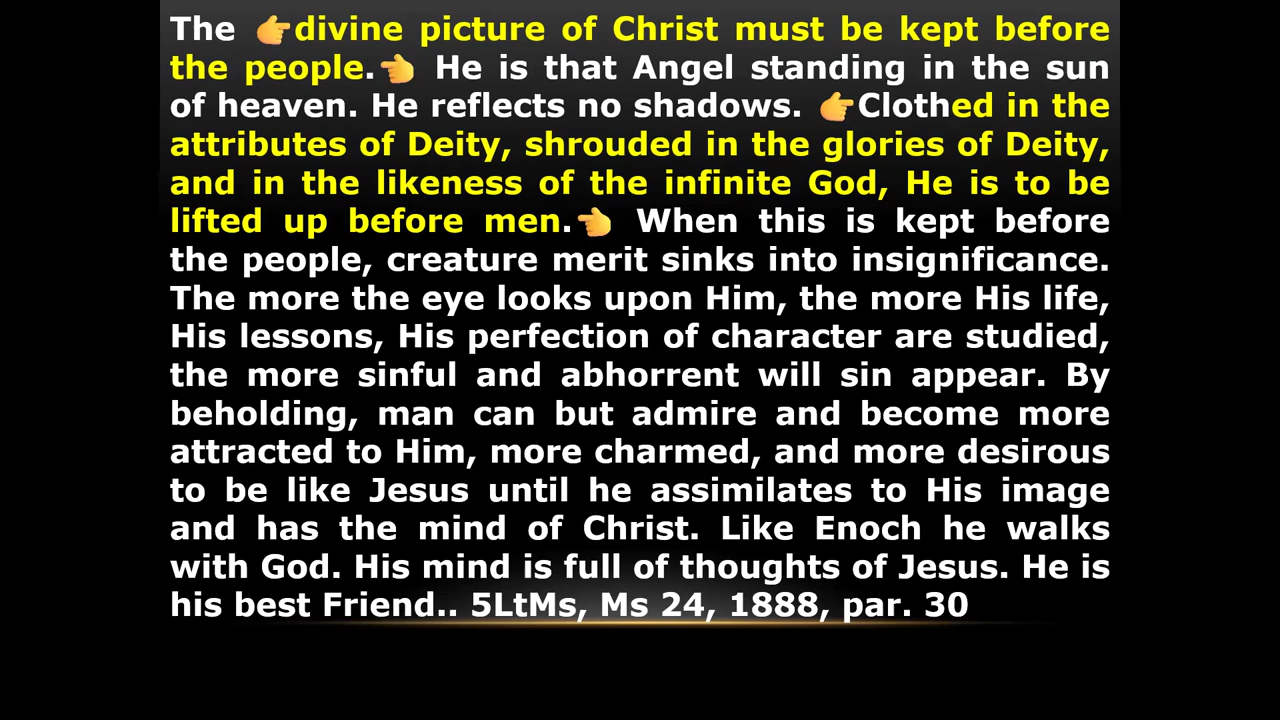 The 👉divine picture of Christ must be kept before
the people.👈 He is that Angel standing in the sun
of heaven. He reflects no shadows. 👉Clothed in the
attributes of Deity, shrouded in the glories of Deity,
and in the likeness of the infinite God, He is to be
lifted up before men.👈 When this is kept before
the people, creature merit sinks into insignificance.
The more the eye looks upon Him, the more His life,
His lessons, His perfection of character are studied,
the more sinful and abhorrent will sin appear. By
beholding, man can but admire and become more
attracted to Him, more charmed, and more desirous
to be like Jesus until he assimilates to His image
and has the mind of Christ. Like Enoch he walks
with God. His mind is full of thoughts of Jesus. He is
his best Friend.. 5LtMs, Ms 24, 1888, par. 30